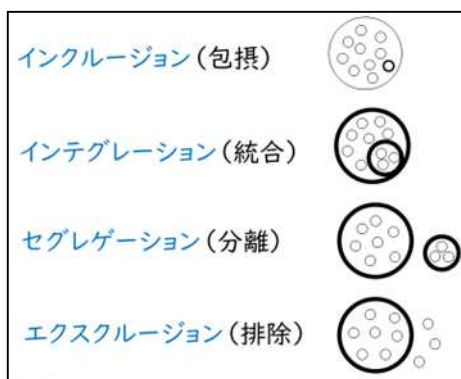 インクルージョン(包摂)
インテグレーション(統合)
セグレゲーション(分離)
エクスクルージョン(排除)